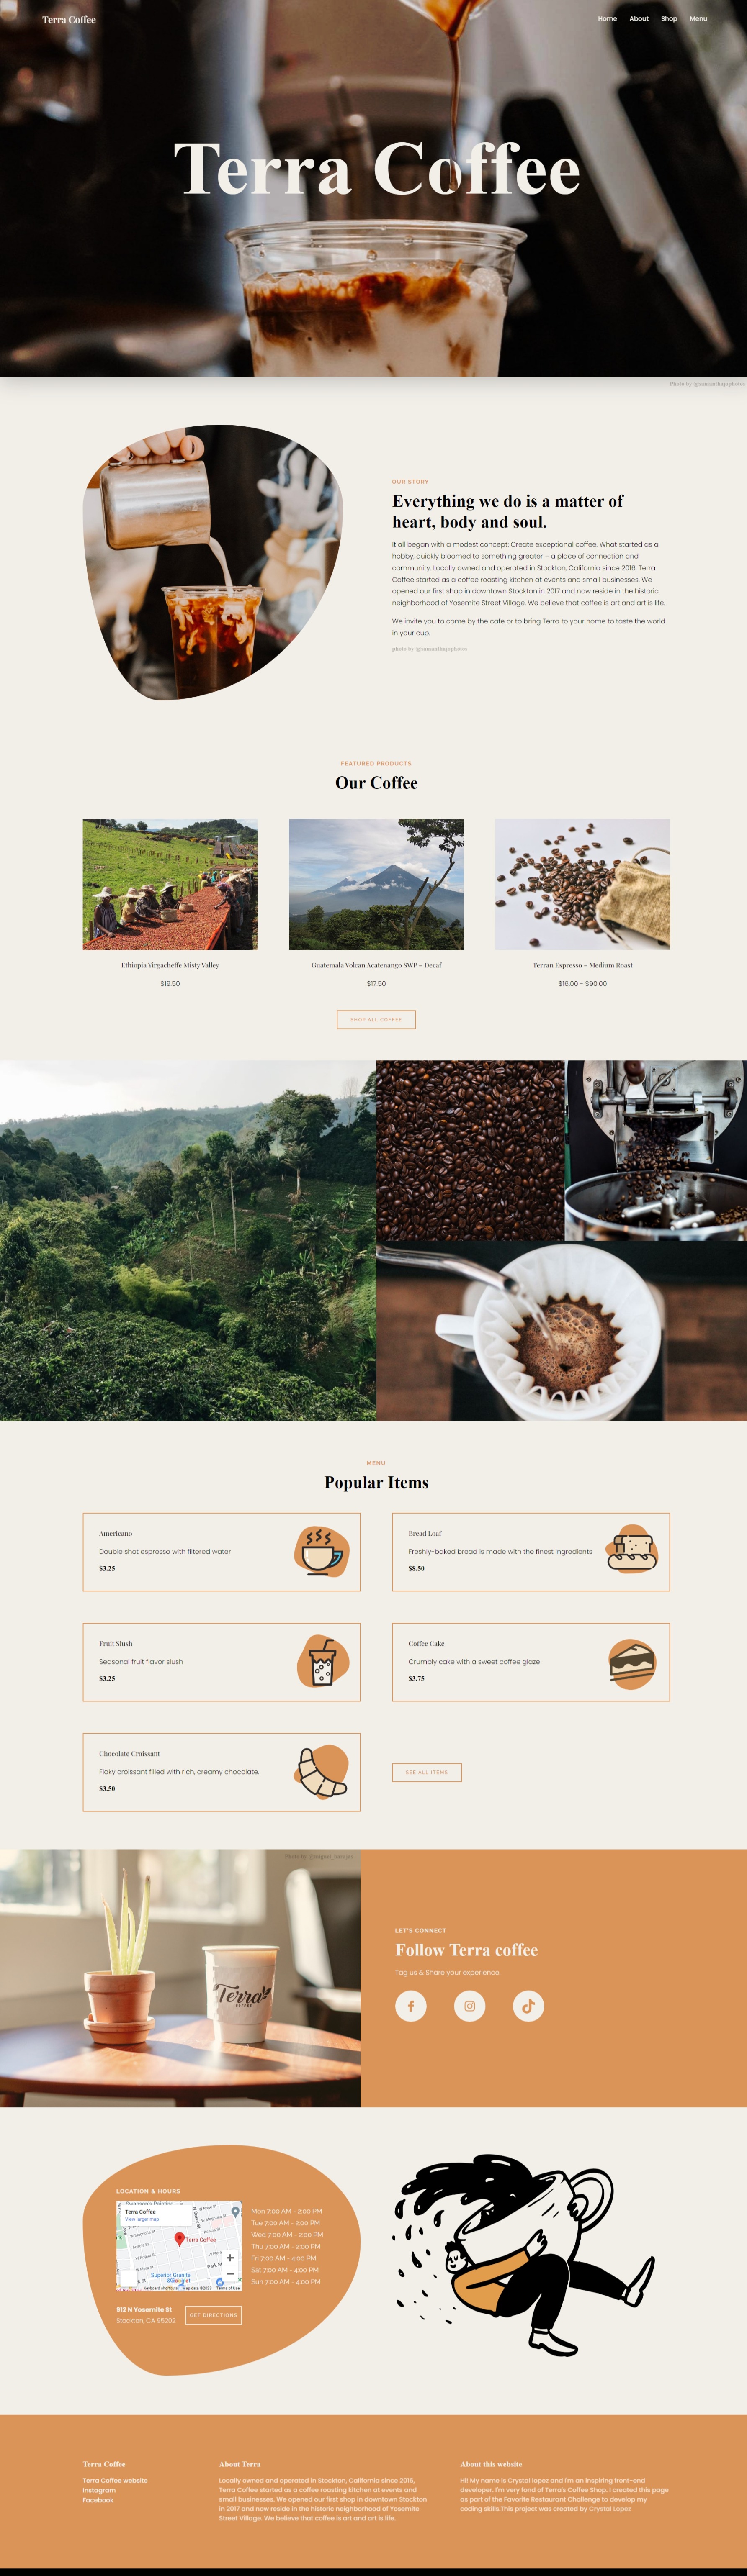 Terra Coffee
Home About Shop Menu
Terra Coffee
Photo by @samanthajophotos
OUR STORY
Everything we do is a matter of
heart, body and soul.
It all began with a modest concept: Create exceptional coffee. What started as a
hobby, quickly bloomed to something greater – a place of connection and
community. Locally owned and operated in Stockton, California since 2016, Terra
Coffee started as a coffee roasting kitchen at events and small businesses. We
opened our first shop in downtown Stockton in 2017 and now reside in the historic
neighborhood of Yosemite Street Village. We believe that coffee is art and art is life.
We invite you to come by the cafe or to bring Terra to your home to taste the world
in your cup.
photo by @samanthajophotos
FEATURED PRODUCTS
Our Coffee
Ethiopia Yirgacheffe Misty Valley
$19.50
Guatemala Volcan Acatenango SWP – Decaf
$17.50
Terran Espresso – Medium Roast
$16.00 – $90.00
SHOP ALL COFFEE
MENU
Popular Items
Americano
Double shot espresso with filtered water
$3.25
Bread Loaf
Freshly-baked bread is made with the finest ingredients
$8.50
Fruit Slush
Seasonal fruit flavor slush
$3.25
Coffee Cake
Crumbly cake with a sweet coffee glaze
$3.75
Chocolate Croissant
Flaky croissant filled with rich, creamy chocolate.
$3.50
SEE ALL ITEMS
Photo by
Terra
COFFEE
LET'S CONNECT
Follow Terra coffee
Tag us & Share your experience.
LOCATION & HOURS
Terra Coffee
View larger map
Terra Coffee
Superior Granite
Keyboard shortcuts Map data ©2023 Terms of Use
Mon 7:00 AM - 2:00 PM
Tue 7:00 AM - 2:00 PM
Wed 7:00 AM - 2:00 PM
Thu 7:00 AM - 2:00 PM
Fri 7:00 AM - 4:00 PM
Sat 7:00 AM - 4:00 PM
Sun 7:00 AM - 4:00 PM
912 N Yosemite St
Stockton, CA 95202
GET DIRECTIONS
Terra Coffee
Terra Coffee website
Instagram
Facebook
About Terra
Locally owned and operated in Stockton, California since 2016,
Terra Coffee started as a coffee roasting kitchen at events and
small businesses. We opened our first shop in downtown Stockton
in 2017 and now reside in the historic neighborhood of Yosemite
Street Village. We believe that coffee is art and art is life.
About this website
Hi! My name is Crystal lopez and i'm an inspiring front-end
developer. I'm very fond of Terra's Coffee Shop. I created this page
as part of the Favorite Restaurant Challenge to develop my
coding skills.This project was created by Crystal Lopez